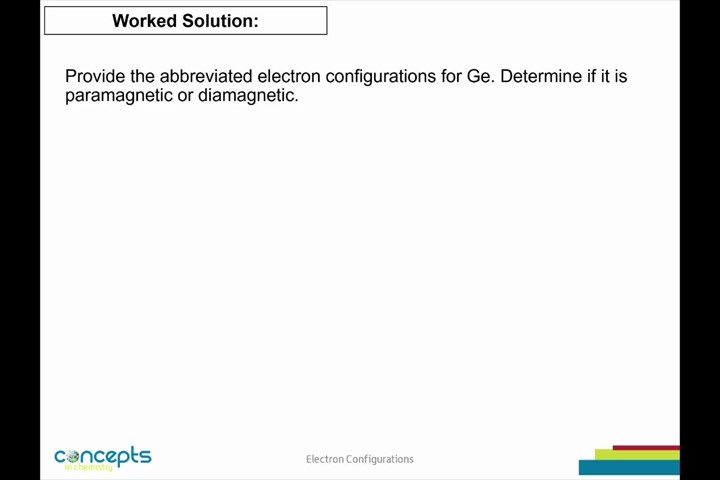 Worked Solution:
Provide the abbreviated electron configurations for Ge. Determine if it is
paramagnetic or diamagnetic.
concepts
in chemistry
Electron Configurations